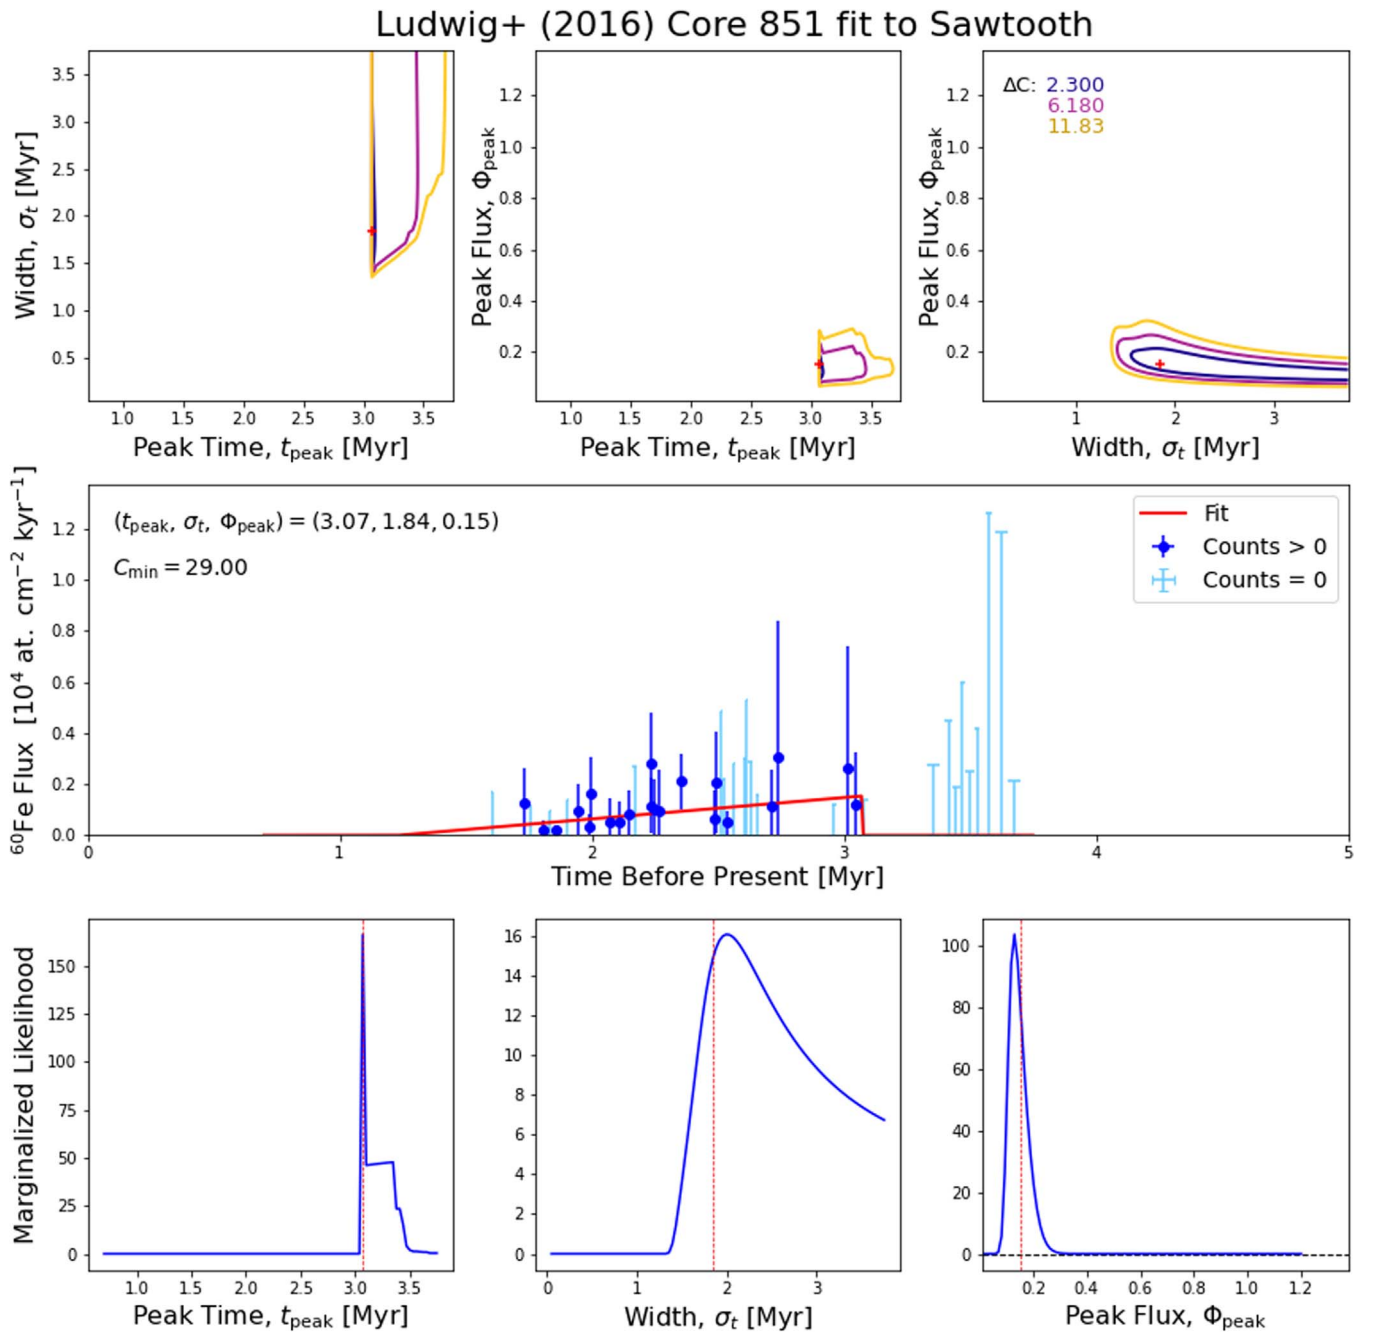 Ludwig+ (2016) Core 851 fit to Sawtooth
Width, σt [Myr]
3.5
3.0
2.5
2.0
1.5
1.0
0.5
1.0 1.5 2.0 2.5 3.0 3.5
Peak Time, tpeak [Myr]
Peak Flux, Φpeak
1.2
1.0
0.8
0.6
0.4
0.2
1.0 1.5 2.0 2.5 3.0 3.5
Peak Time, tpeak [Myr]
Peak Flux, Φpeak
1.2
1.0
0.8
0.6
0.4
0.2
ΔC: 2.300
6.180
11.83
1 2 3
Width, σt [Myr]
⁶⁰Fe Flux [10⁴ at. cm⁻² kyr⁻¹]
1.2
1.0
0.8
0.6
0.4
0.2
0.0
(tpeak, σt, Φpeak) = (3.07, 1.84, 0.15)
Cmin = 29.00
Fit
Counts > 0
Counts = 0
0 1 2 3 4 5
Time Before Present [Myr]
Marginalized Likelihood
150
125
100
75
50
25
0
1.0 1.5 2.0 2.5 3.0 3.5
Peak Time, tpeak [Myr]
16
14
12
10
8
6
4
2
0
0 1 2 3
Width, σt [Myr]
100
80
60
40
20
0
0.2 0.4 0.6 0.8 1.0 1.2
Peak Flux, Φpeak